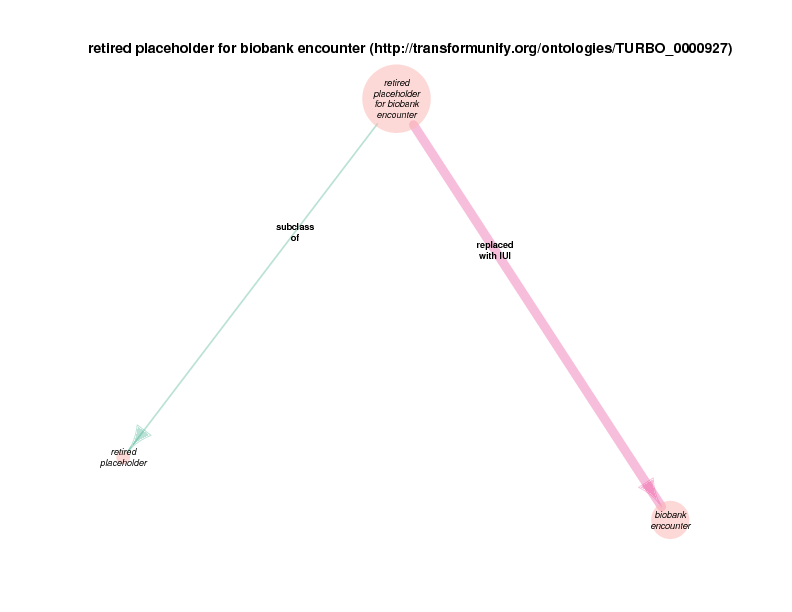 retired placeholder for biobank encounter (http://transformunify.org/ontologies/TURBO_0000927)
retired
placeholder
for biobank
encounter
subclass
of
replaced
with IUI
retired
placeholder
biobank
encounter